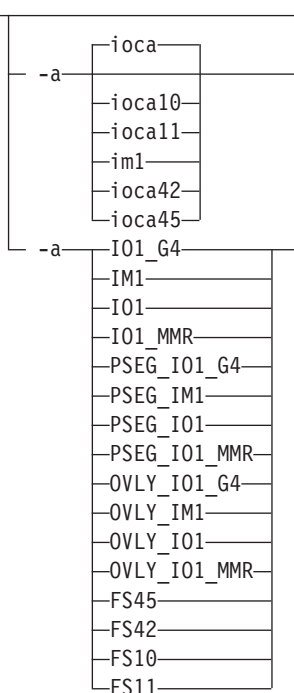 ioca
-a
ioca10
ioca11
im1
ioca42
ioca45
-a IO1_G4
IM1
IO1
IO1_MMR
PSEG_IO1_G4
PSEG_IM1
PSEG_IO1
PSEG_IO1_MMR
OVLY_IO1_G4
OVLY_IM1
OVLY_IO1
OVLY_IO1_MMR
FS45
FS42
FS10
FS11